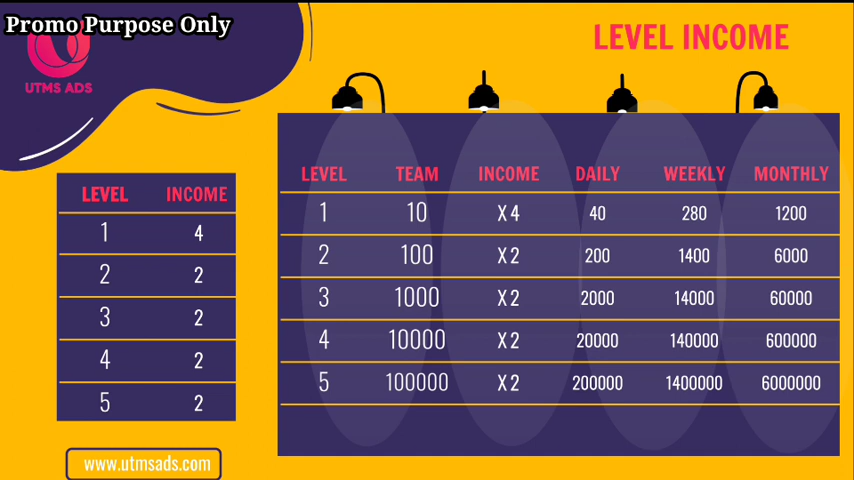 Promo Purpose Only
UTMS ADS
LEVEL INCOME
LEVEL INCOME
1 4
2 2
3 2
4 2
5 2
LEVEL TEAM INCOME DAILY WEEKLY MONTHLY
1 10 X 4 40 280 1200
2 100 X 2 200 1400 6000
3 1000 X 2 2000 14000 60000
4 10000 X 2 20000 140000 600000
5 100000 X 2 200000 1400000 6000000
www.utmsads.com